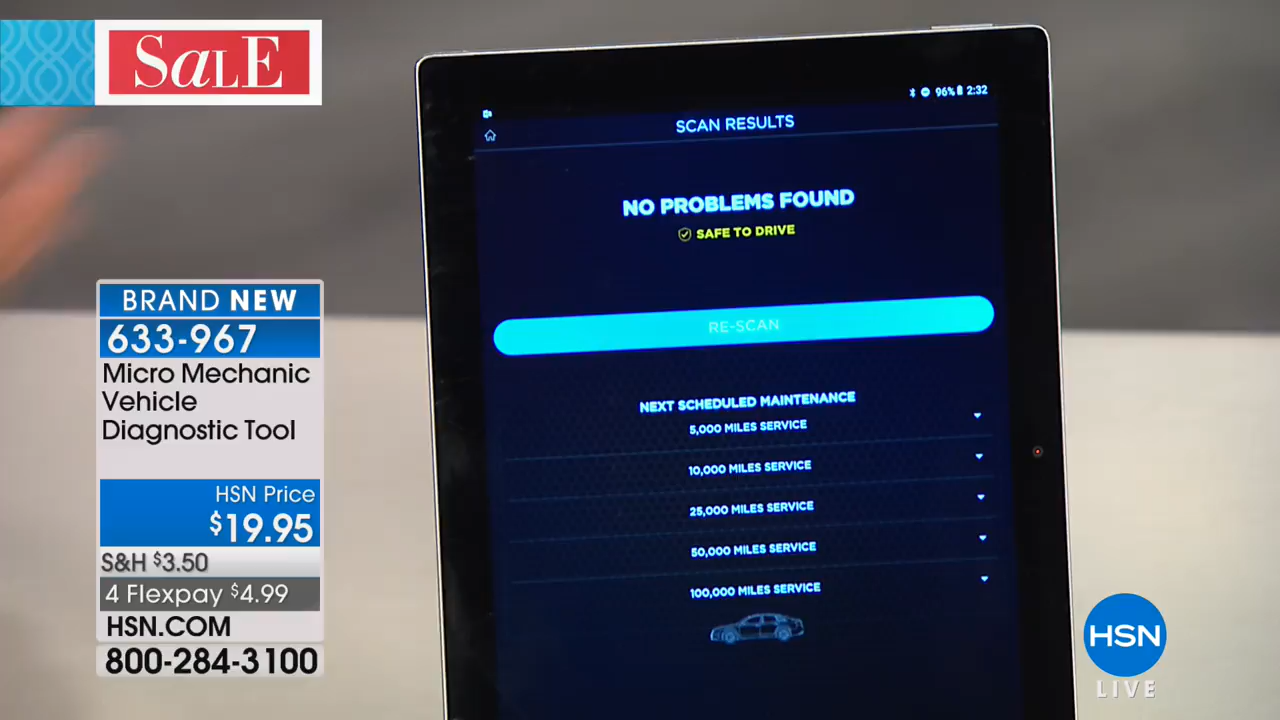 SaLE
BRAND NEW
633-967
Micro Mechanic
Vehicle
Diagnostic Tool
HSN Price
$19.95
S&H $3.50
4 Flexpay $4.99
HSN.COM
800-284-3100
96% 2:32
SCAN RESULTS
NO PROBLEMS FOUND
SAFE TO DRIVE
RE-SCAN
NEXT SCHEDULED MAINTENANCE
5,000 MILES SERVICE
10,000 MILES SERVICE
25,000 MILES SERVICE
50,000 MILES SERVICE
100,000 MILES SERVICE
HSN
LIVE